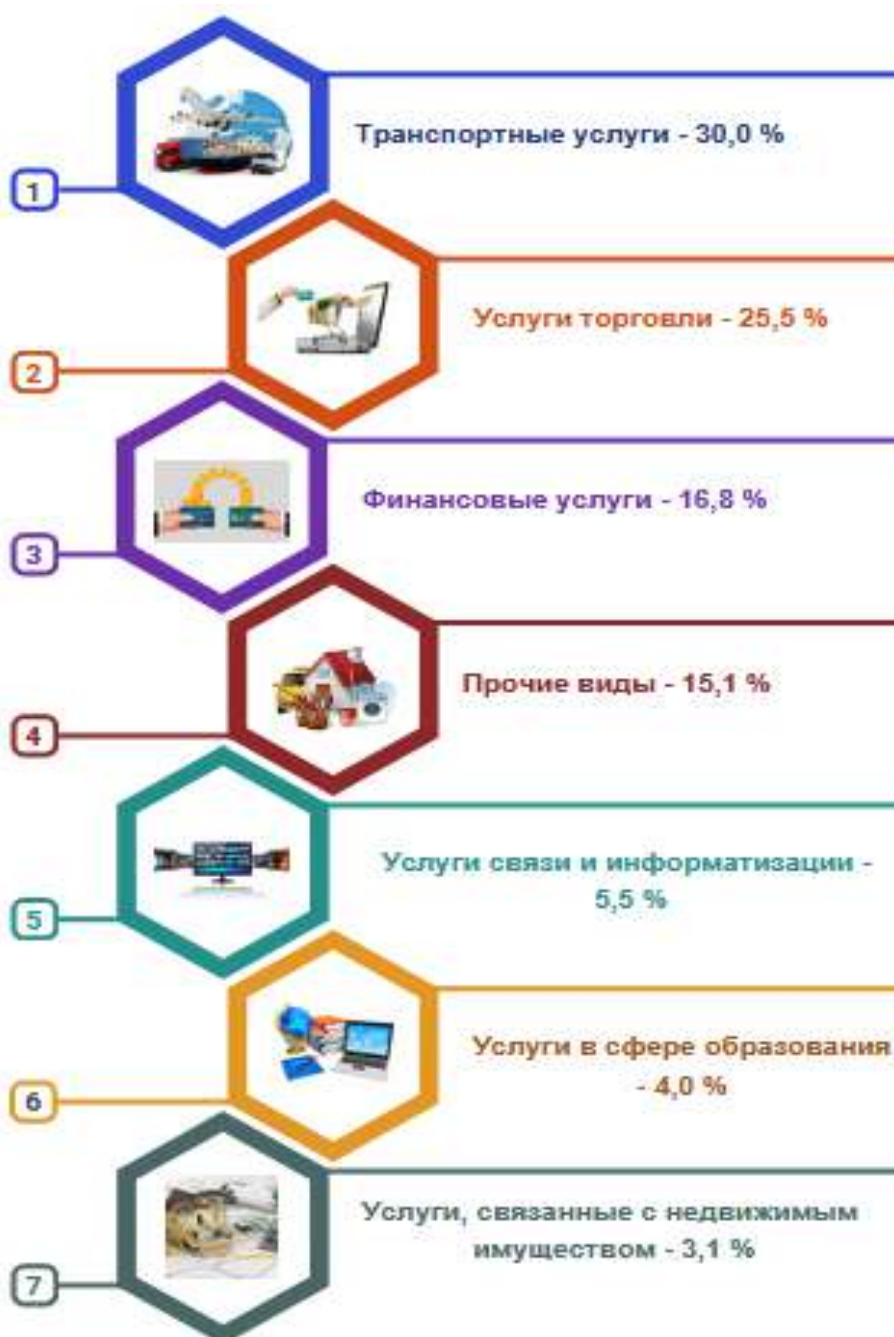 1
Транспортные услуги - 30,0 %
2
Услуги торговли - 25,5 %
3
Финансовые услуги - 16,8 %
4
Прочие виды - 15,1 %
5
Услуги связи и информатизации -
5,5 %
6
Услуги в сфере образования
- 4,0 %
7
Услуги, связанные с недвижимым
имуществом - 3,1 %